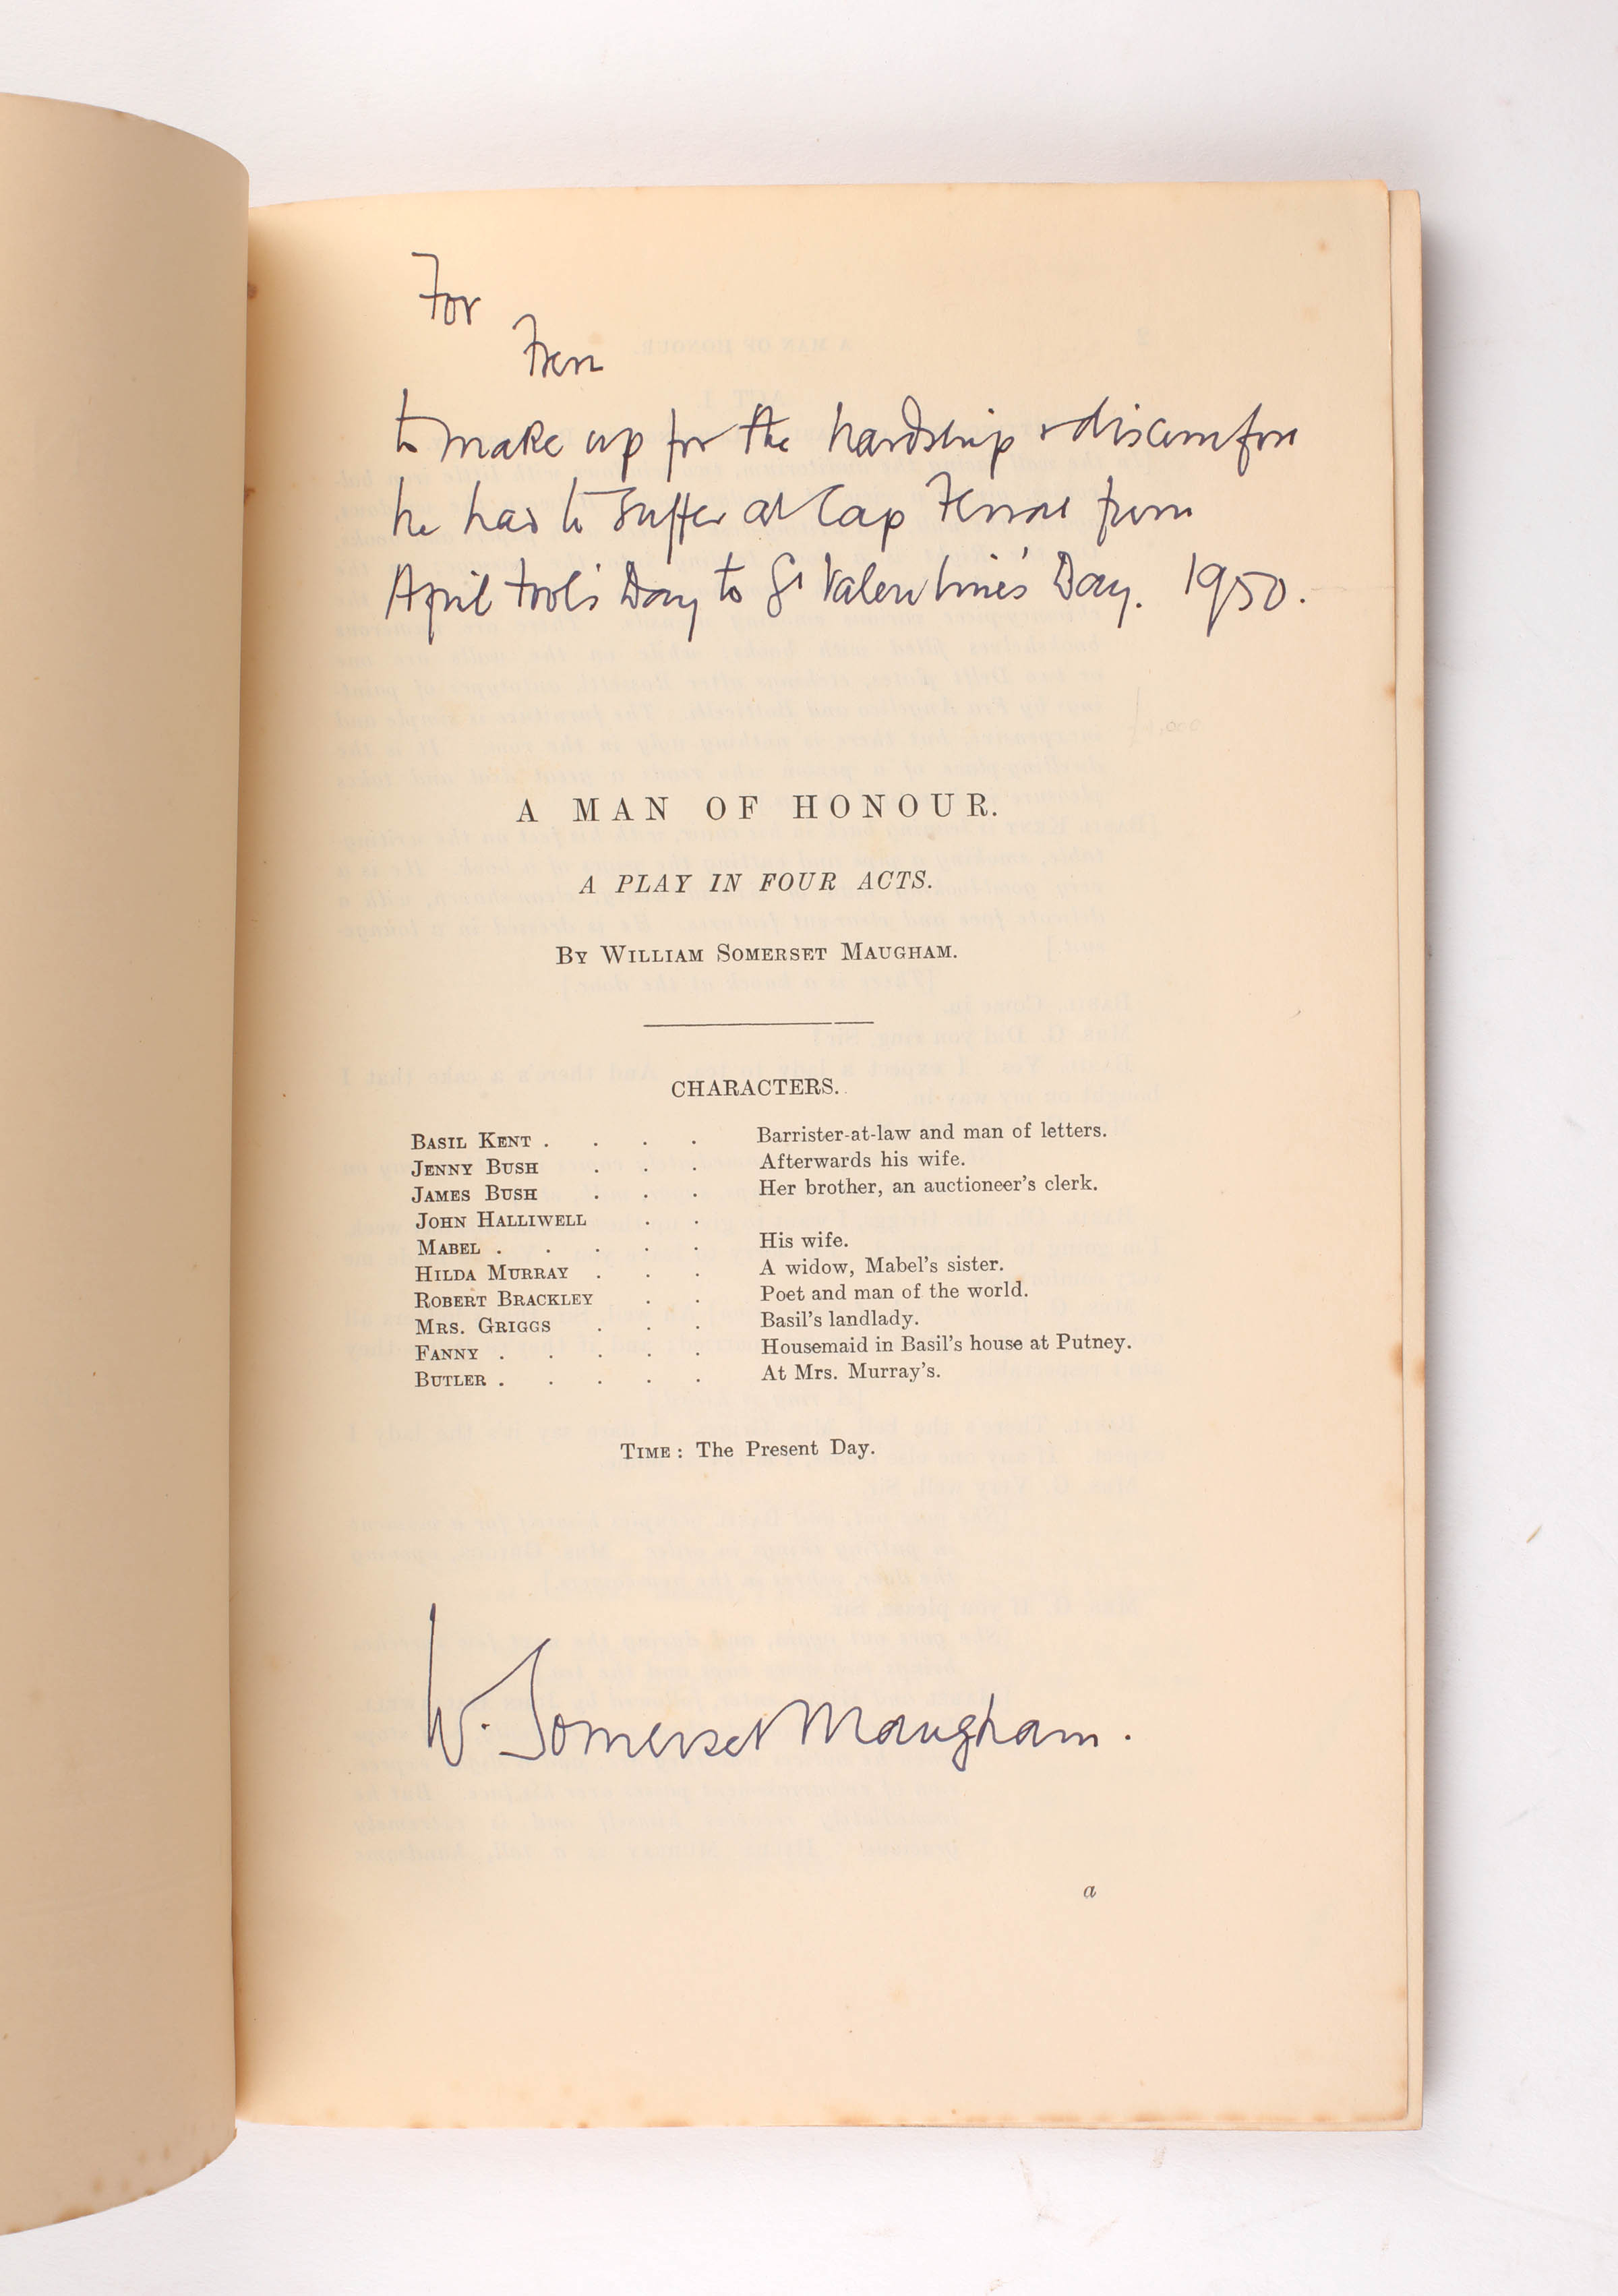 For
Jren
to make up for the hardship & discomfort
he has to suffer at Cap Ferrat from
April Fool's Day to St Valentine's Day. 1950.
A MAN OF HONOUR.
A PLAY IN FOUR ACTS.
BY WILLIAM SOMERSET MAUGHAM.
CHARACTERS.
BASIL KENT . . . . Barrister-at-law and man of letters.
JENNY BUSH . . . Afterwards his wife.
JAMES BUSH . . . Her brother, an auctioneer's clerk.
JOHN HALLIWELL . .
MABEL . . . . . His wife.
HILDA MURRAY . . . A widow, Mabel's sister.
ROBERT BRACKLEY . . Poet and man of the world.
MRS. GRIGGS . . . Basil's landlady.
FANNY . . . . . Housemaid in Basil's house at Putney.
BUTLER . . . . . At Mrs. Murray's.
TIME: The Present Day.
W. Somerset Maugham.
a